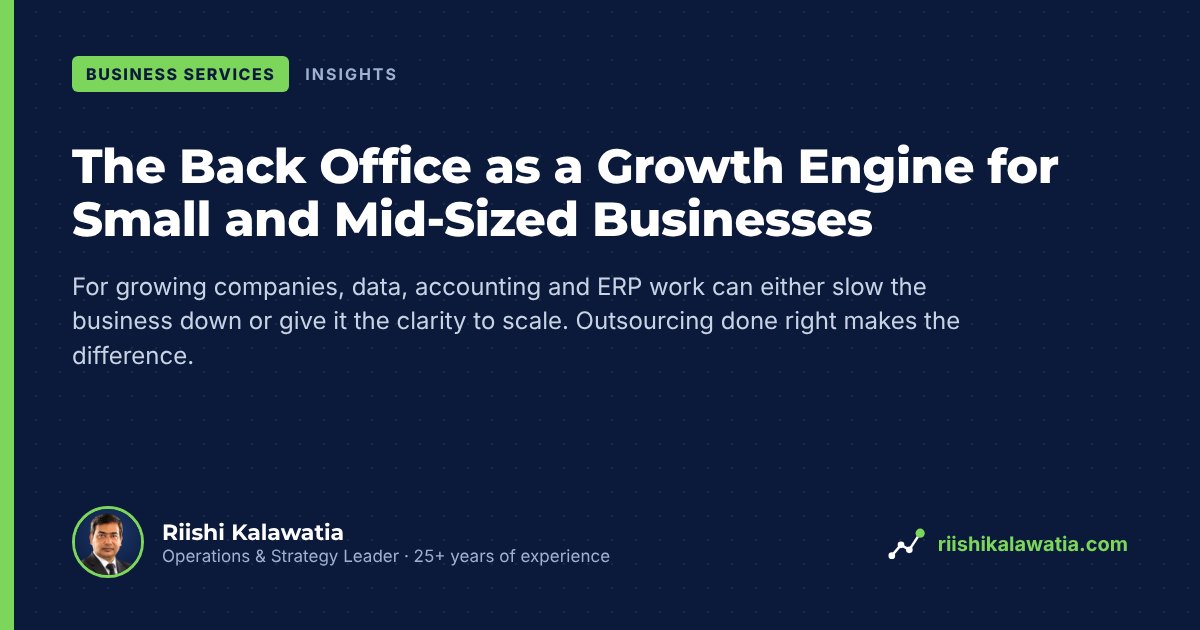 BUSINESS SERVICES INSIGHTS
The Back Office as a Growth Engine for
Small and Mid-Sized Businesses
For growing companies, data, accounting and ERP work can either slow the
business down or give it the clarity to scale. Outsourcing done right makes the
difference.
Riishi Kalawatia
Operations & Strategy Leader · 25+ years of experience
riishikalawatia.com